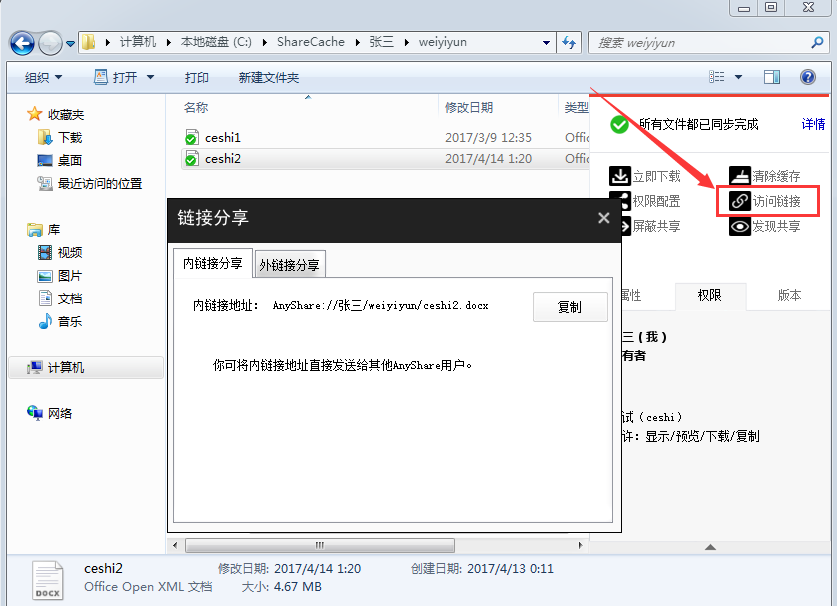 计算机 本地磁盘 (C:) ShareCache 张三 weiyiyun
搜索 weiyiyun
组织 打开 打印 新建文件夹
名称 修改日期 类型
收藏夹
下载
桌面
最近访问的位置
库
视频
图片
文档
音乐
计算机
网络
ceshi1 2017/3/9 12:35 Offic
ceshi2 2017/4/14 1:20 Offic
所有文件都已同步完成 详情
立即下载 清除缓存
权限配置 访问链接
屏蔽共享 发现共享
属性 权限 版本
三 ( 我 )
有者
试 (ceshi)
许: 显示/预览/下载/复制
链接分享
内链接分享 外链接分享
内链接地址: AnyShare://张三/weiyiyun/ceshi2.docx 复制
你可将内链接地址直接发送给其他AnyShare用户。
DOCX
ceshi2 修改日期: 2017/4/14 1:20 创建日期: 2017/4/13 0:11
Office Open XML 文档 大小: 4.67 MB